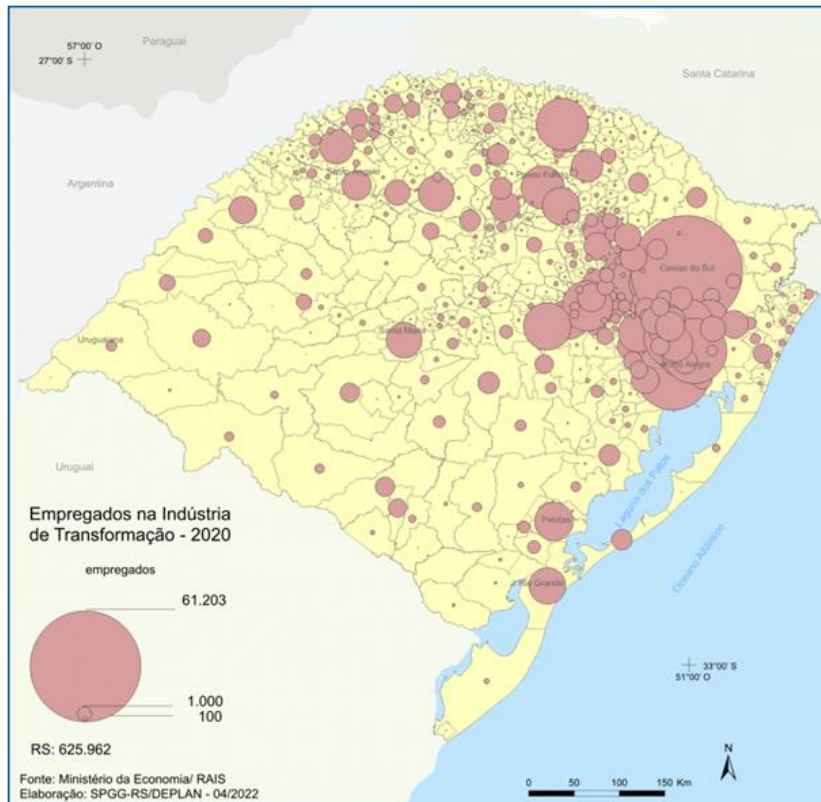 Paraguai
57°00' O
27°00' S
Santa Catarina
Argentina
Santo Ângelo
Passo Fundo
Caxias do Sul
Uruguaiana
Santa Maria
Porto Alegre
Uruguai
Laguna dos Patos
Pelotas
Rio Grande
Oceano Atlântico
Empregados na Indústria
de Transformação - 2020
empregados
61.203
1.000
100
RS: 625.962
33°00' S
51°00' O
N
0 50 100 150 Km
Fonte: Ministério da Economia/ RAIS
Elaboração: SPGG-RS/DEPLAN - 04/2022